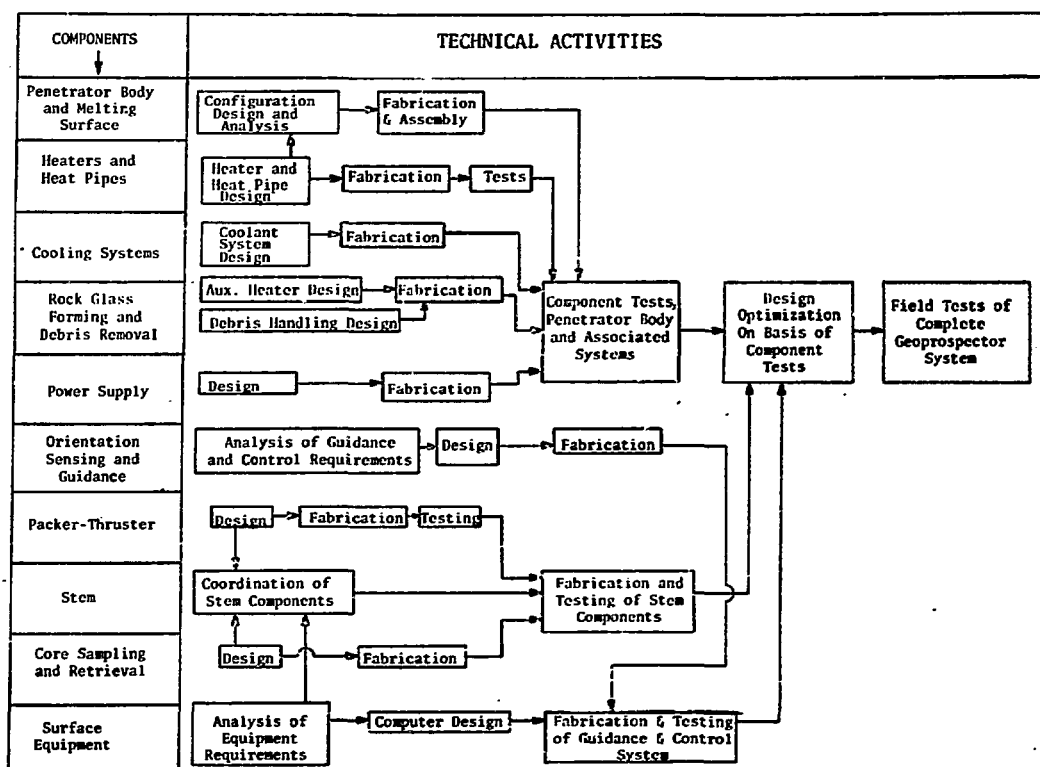 COMPONENTS
TECHNICAL ACTIVITIES
Penetrator Body
and Melting
Surface
Configuration
Design and
Analysis
Fabrication
& Assembly
Heaters and
Heat Pipes
Heater and
Heat Pipe
Design
Fabrication
Tests
Cooling Systems
Coolant
System
Design
Fabrication
Rock Glass
Forming and
Debris Removal
Aux. Heater Design
Fabrication
Debris Handling Design
Component Tests,
Penetrator Body
and Associated
Systems
Design
Optimization
On Basis of
Component
Tests
Field Tests of
Complete
Geoprospector
System
Power Supply
Design
Fabrication
Orientation
Sensing and
Guidance
Analysis of Guidance
and Control Requirements
Design
Fabrication
Packer-Thruster
Design
Fabrication
Testing
Stem
Coordination of
Stem Components
Fabrication and
Testing of Stem
Components
Core Sampling
and Retrieval
Design
Fabrication
Surface
Equipment
Analysis of
Equipment
Requirements
Computer Design
Fabrication & Testing
of Guidance & Control
System